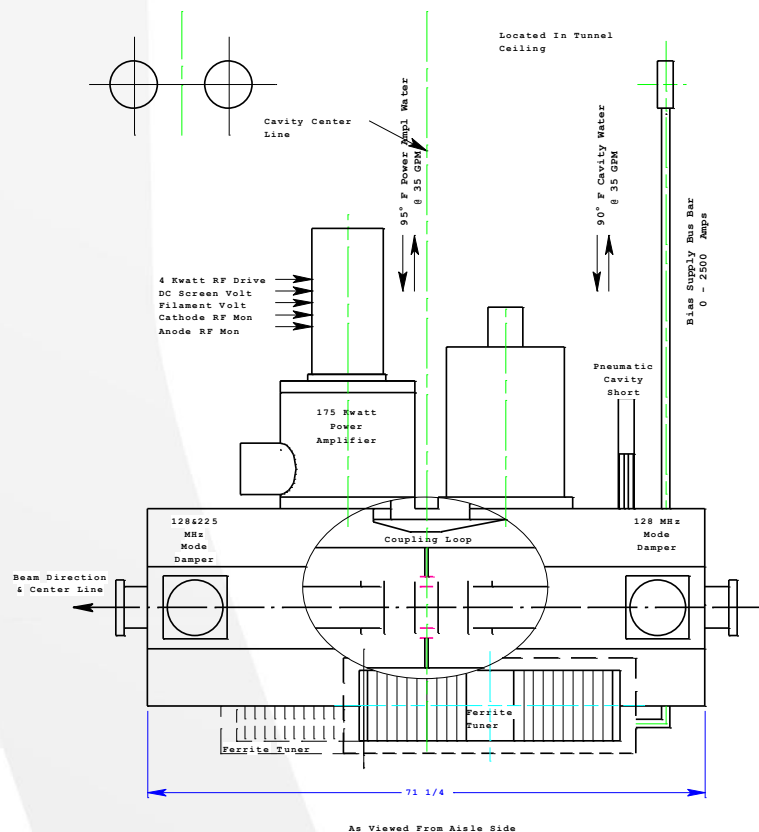 Located In Tunnel
Ceiling
Cavity Center
Line
95° F Power Ampl Water
@ 35 GPM
90° F Cavity Water
@ 35 GPM
Bias Supply Bus Bar
0 - 2500 Amps
4 Kwatt RF Drive
DC Screen Volt
Filament Volt
Cathode RF Mon
Anode RF Mon
Pneumatic
Cavity
Short
175 Kwatt
Power
Amplifier
128&225
MHz
Mode
Damper
128 MHz
Mode
Damper
Coupling Loop
Beam Direction
& Center Line
Ferrite
Tuner
Ferrite Tuner
71 1/4
As Viewed From Aisle Side